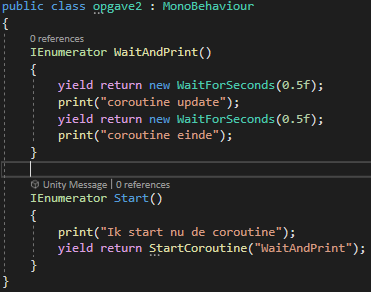 public class opgave2 : MonoBehaviour
{
0 references
IEnumerator WaitAndPrint()
{
yield return new WaitForSeconds(0.5f);
print("coroutine update");
yield return new WaitForSeconds(0.5f);
print("coroutine einde");
}
Unity Message | 0 references
IEnumerator Start()
{
print("Ik start nu de coroutine");
yield return StartCoroutine("WaitAndPrint");
}
}